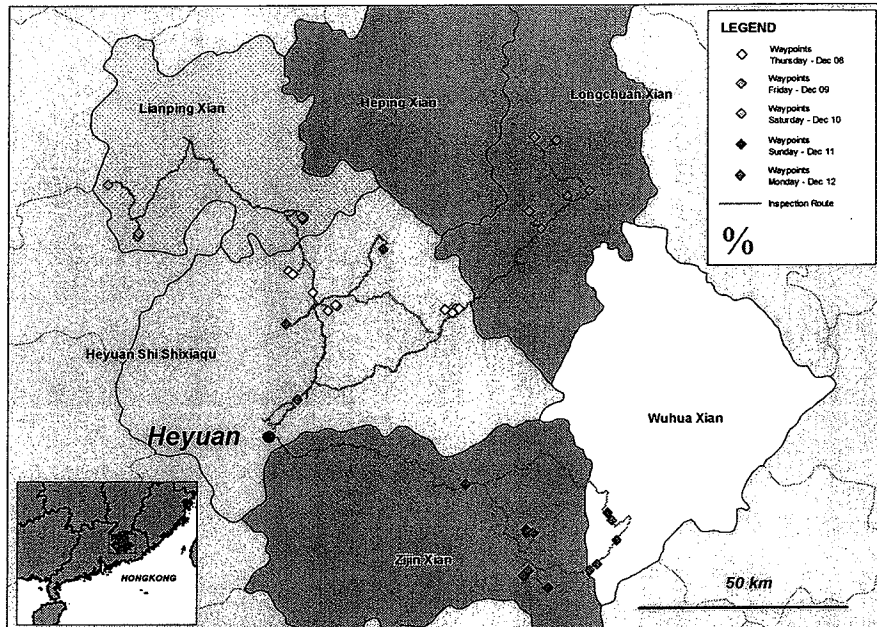 LEGEND
Waypoints
Thursday - Dec 08
Waypoints
Friday - Dec 09
Waypoints
Saturday - Dec 10
Waypoints
Sunday - Dec 11
Waypoints
Monday - Dec 12
Inspection Route
%
Lianping Xian
Heping Xian
Longchuan Xian
Heyuan Shi Shixiaqu
Heyuan
Wuhua Xian
Zijin Xian
HONGKONG
50 km